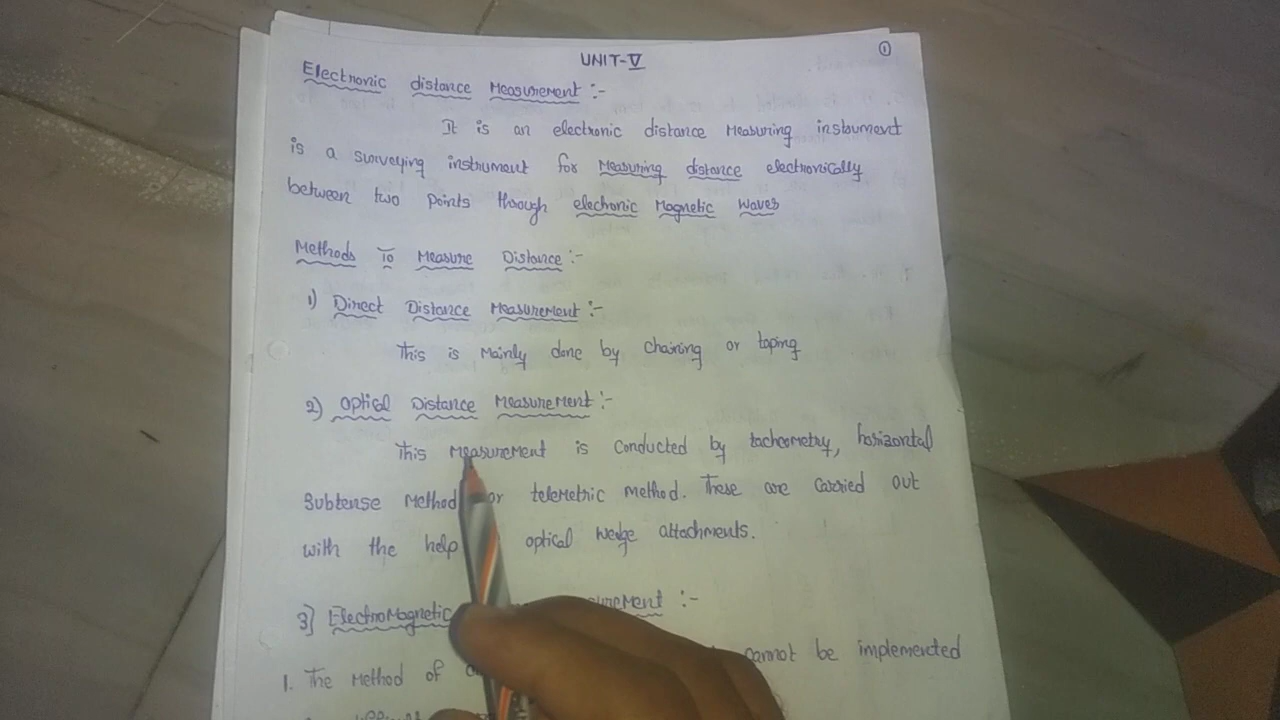 ①
UNIT-V
Electronic distance Measurement :-
It is an electronic distance Measuring instrument
is a surveying instrument for Measuring distance electronically
between two points through electronic Magnetic waves
Methods To Measure Distance :-
1) Direct Distance Measurement :-
This is Mainly done by chaining or taping
2) Optical Distance Measurement :-
This Measurement is conducted by tacheometry, horizontal
Subtense Method or telemetric Method. These are carried out
with the help optical wedge attachments.
3] ElectroMagnetic :-
1. The Method of cannot be implemented